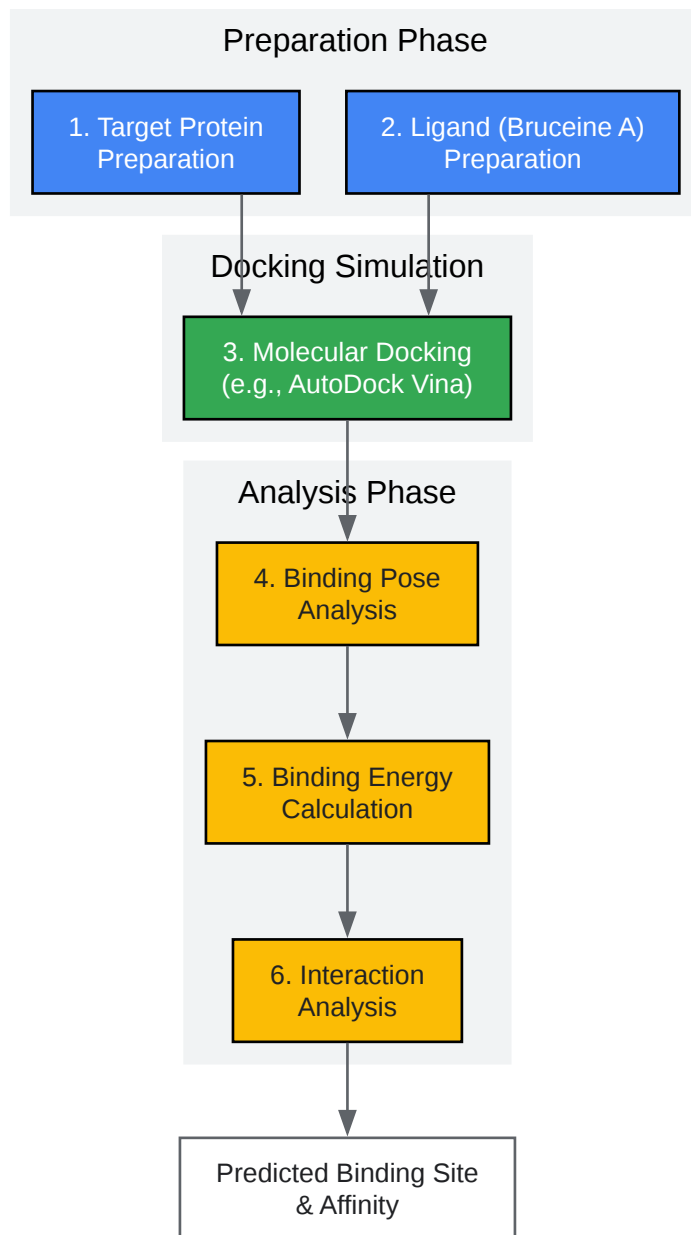 Preparation Phase
1. Target Protein
Preparation
2. Ligand (Bruceine A)
Preparation
Docking Simulation
3. Molecular Docking
(e.g., AutoDock Vina)
Analysis Phase
4. Binding Pose
Analysis
5. Binding Energy
Calculation
6. Interaction
Analysis
Predicted Binding Site
& Affinity